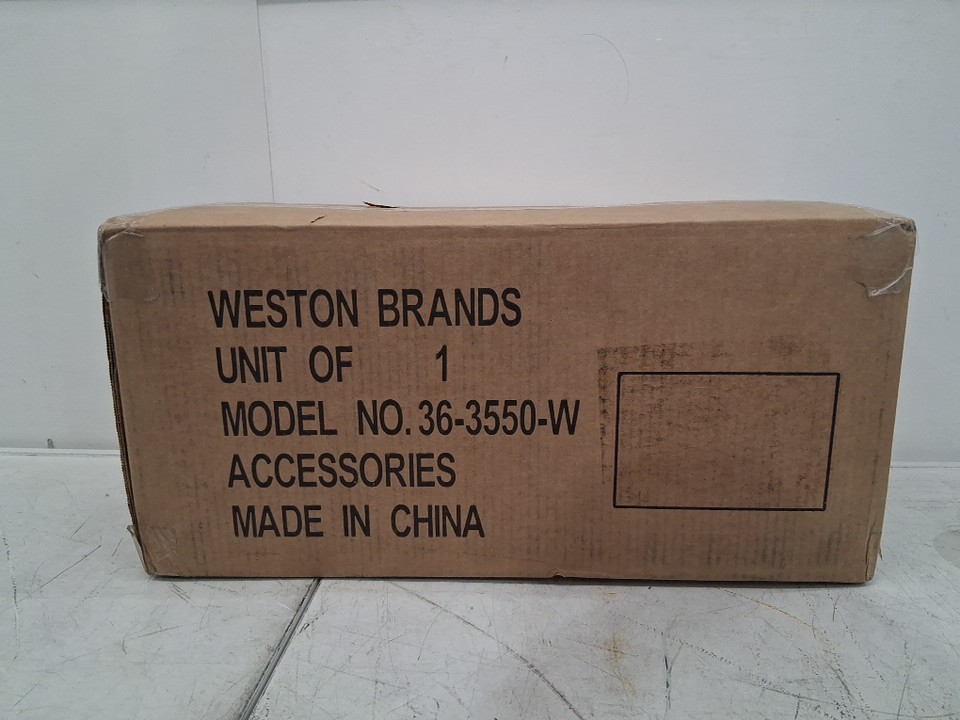 WESTON BRANDS
UNIT OF 1
MODEL NO. 36-3550-W
ACCESSORIES
MADE IN CHINA